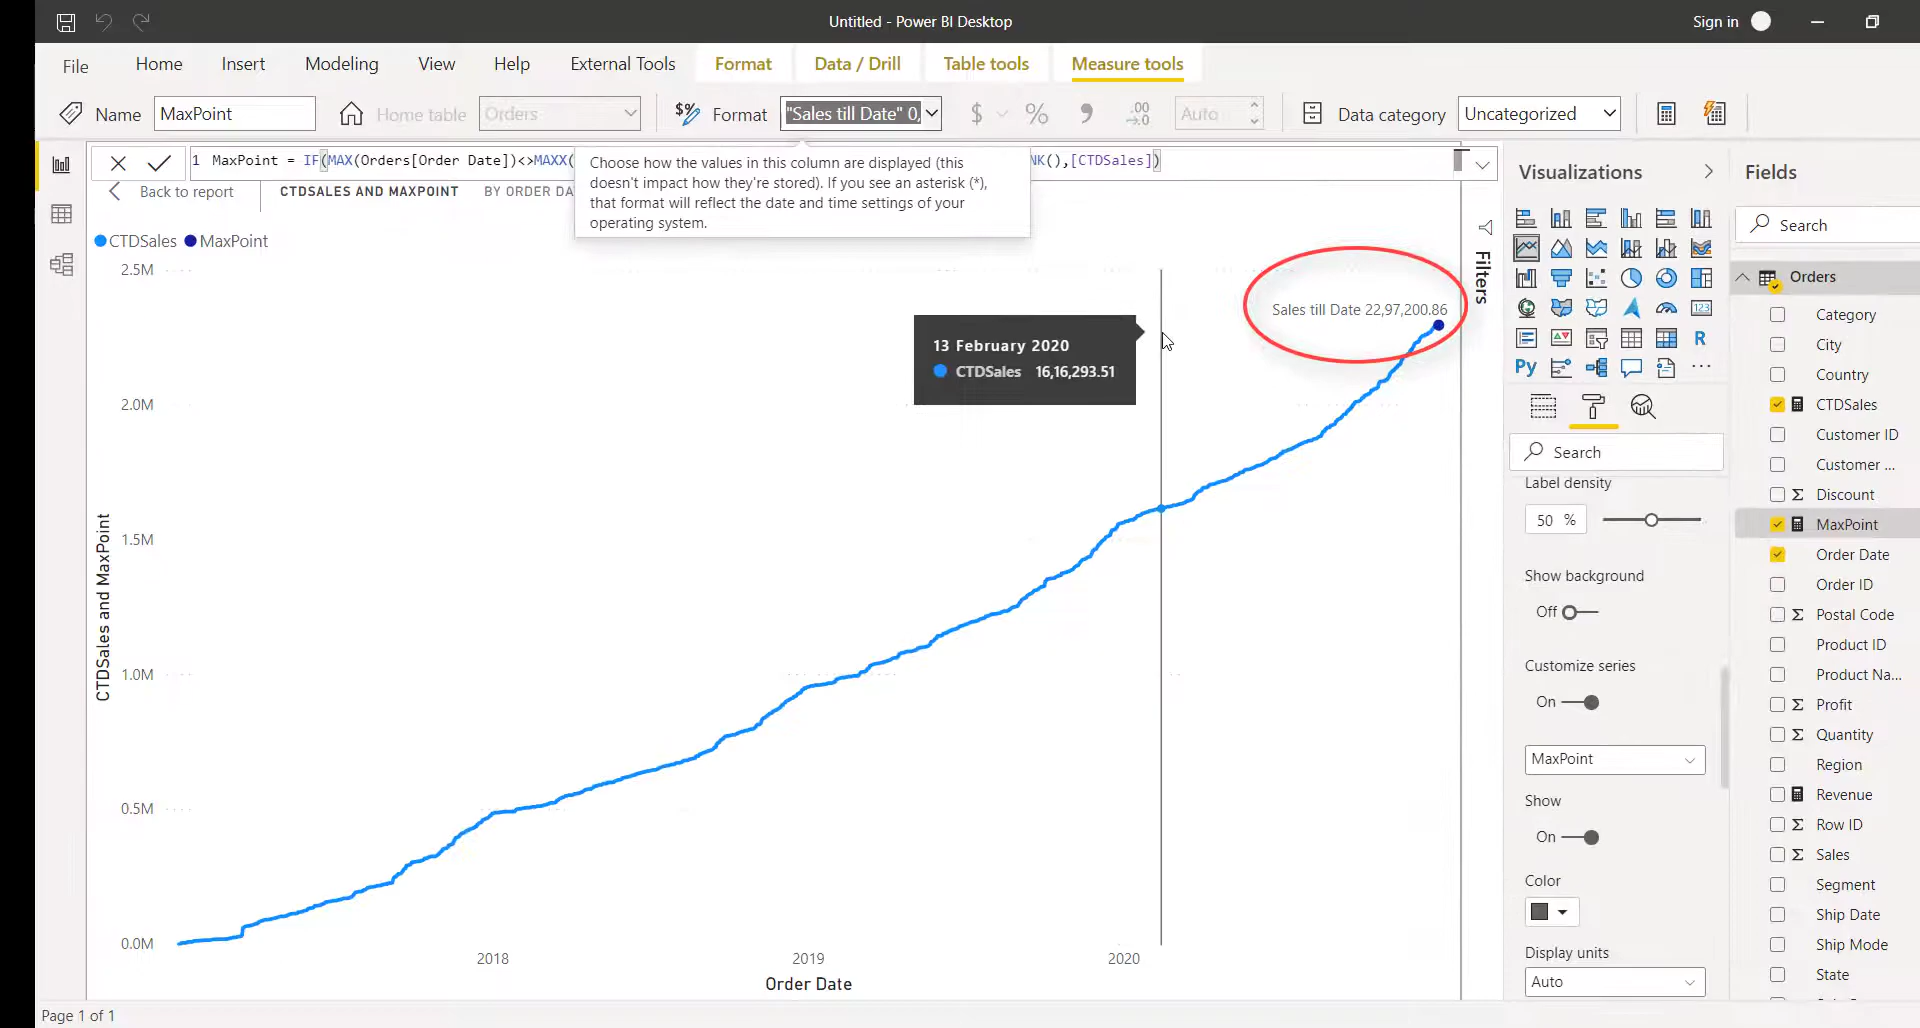 Untitled - Power BI Desktop
Sign in
File
Home
Insert
Modeling
View
Help
External Tools
Format
Data / Drill
Table tools
Measure tools
Name
MaxPoint
Home table
Orders
$%
Format
"Sales till Date" 0,
$
%
.00
Auto
Data category
Uncategorized
1 MaxPoint = IF(MAX(Orders[Order Date])<>MAXX(
NK(),[CTDSales])
Choose how the values in this column are displayed (this
doesn't impact how they're stored). If you see an asterisk (*),
that format will reflect the date and time settings of your
operating system.
Back to report
CTDSALES AND MAXPOINT
BY ORDER DA
CTDSales
MaxPoint
2.5M
2.0M
1.5M
1.0M
0.5M
0.0M
CTDSales and MaxPoint
Sales till Date 22,97,200.86
13 February 2020
CTDSales 16,16,293.51
2018
2019
2020
Order Date
Filters
Visualizations
123
R
Py
...
Search
Label density
50 %
Show background
Off
Customize series
On
MaxPoint
Show
On
Color
Display units
Auto
Fields
Search
Orders
Category
City
Country
CTDSales
Customer ID
Customer ...
Σ Discount
MaxPoint
Order Date
Order ID
Σ Postal Code
Product ID
Product Na...
Σ Profit
Σ Quantity
Region
Revenue
Σ Row ID
Σ Sales
Segment
Ship Date
Ship Mode
State
Page 1 of 1